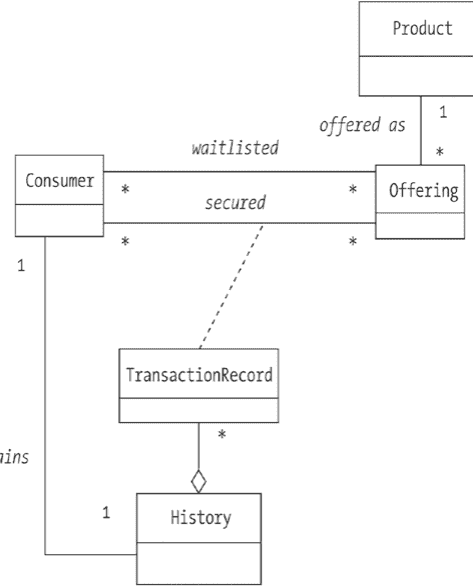 Product
1
offered as
*
waitlisted
Consumer
*
*
Offering
secured
*
*
1
TransactionRecord
*
ains
1
History